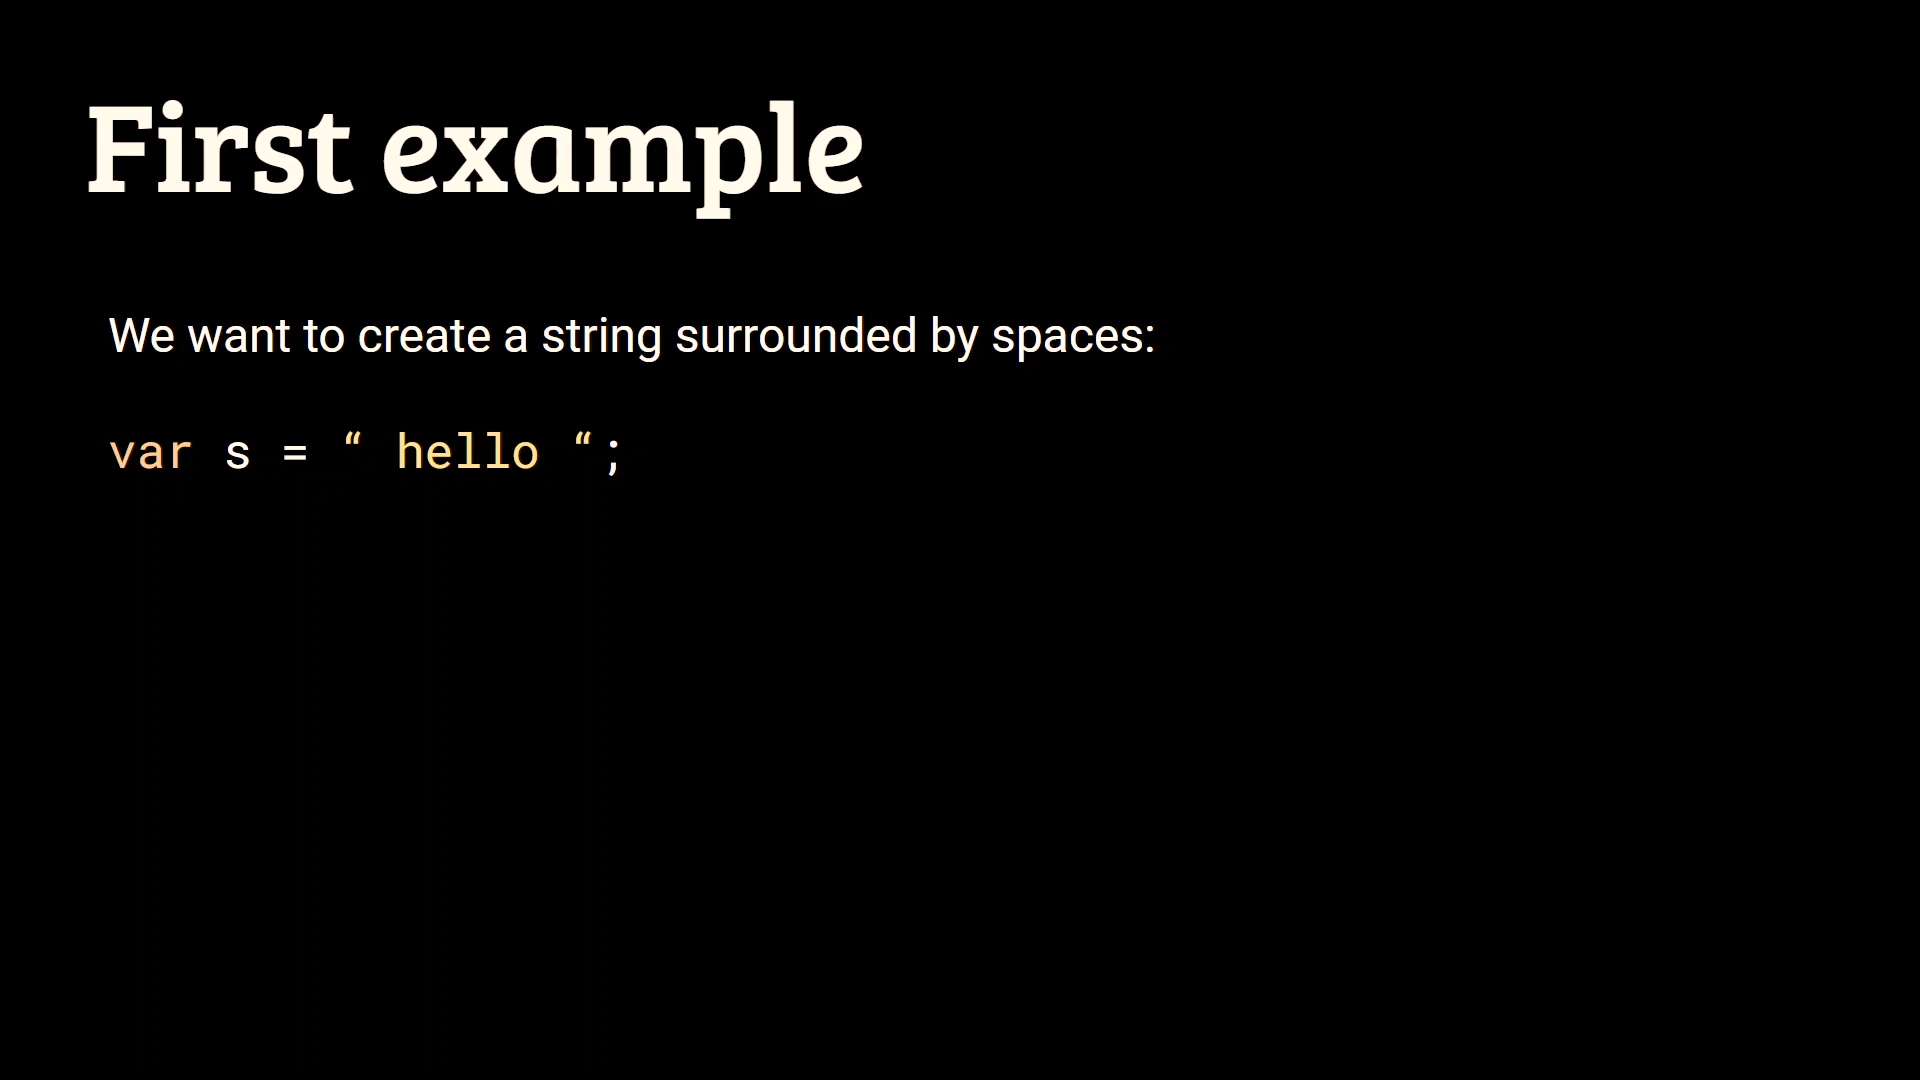 First example
We want to create a string surrounded by spaces:
var s = “ hello “;